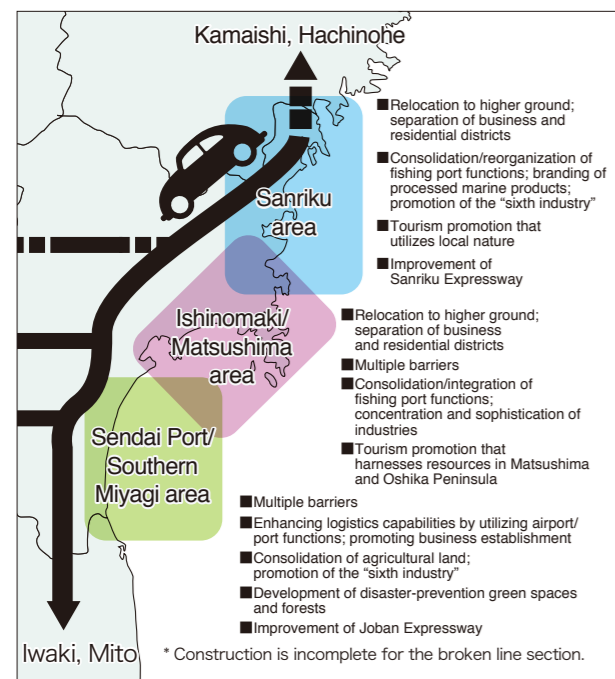 Kamaishi, Hachinohe
■Relocation to higher ground;
separation of business and
residential districts
■Consolidation/reorganization of
fishing port functions; branding of
processed marine products;
promotion of the “sixth industry”
■Tourism promotion that
utilizes local nature
■Improvement of
Sanriku Expressway
Sanriku
area
Ishinomaki/
Matsushima
area
■Relocation to higher ground;
separation of business
and residential districts
■Multiple barriers
■Consolidation/integration of
fishing port functions;
concentration and sophistication of
industries
■Tourism promotion that
harnesses resources in Matsushima
and Oshika Peninsula
Sendai Port/
Southern
Miyagi area
■Multiple barriers
■Enhancing logistics capabilities by utilizing airport/
port functions; promoting business establishment
■Consolidation of agricultural land;
promotion of the “sixth industry”
■Development of disaster-prevention green spaces
and forests
■Improvement of Joban Expressway
Iwaki, Mito
* Construction is incomplete for the broken line section.